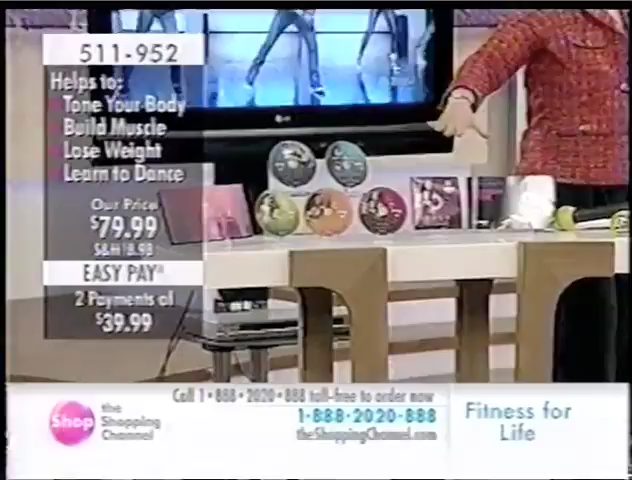 511-952
Helps to:
Tone Your Body
Build Muscle
Lose Weight
Learn to Dance
Our Price
$79.99
S&H 8.98
EASY PAY®
2 Payments of
$39.99
Call 1•888•2020•888 toll-free to order now
1•888•2020•888
theShoppingChannel.com
Shop
the
Shopping
Channel
Fitness for
Life
LG